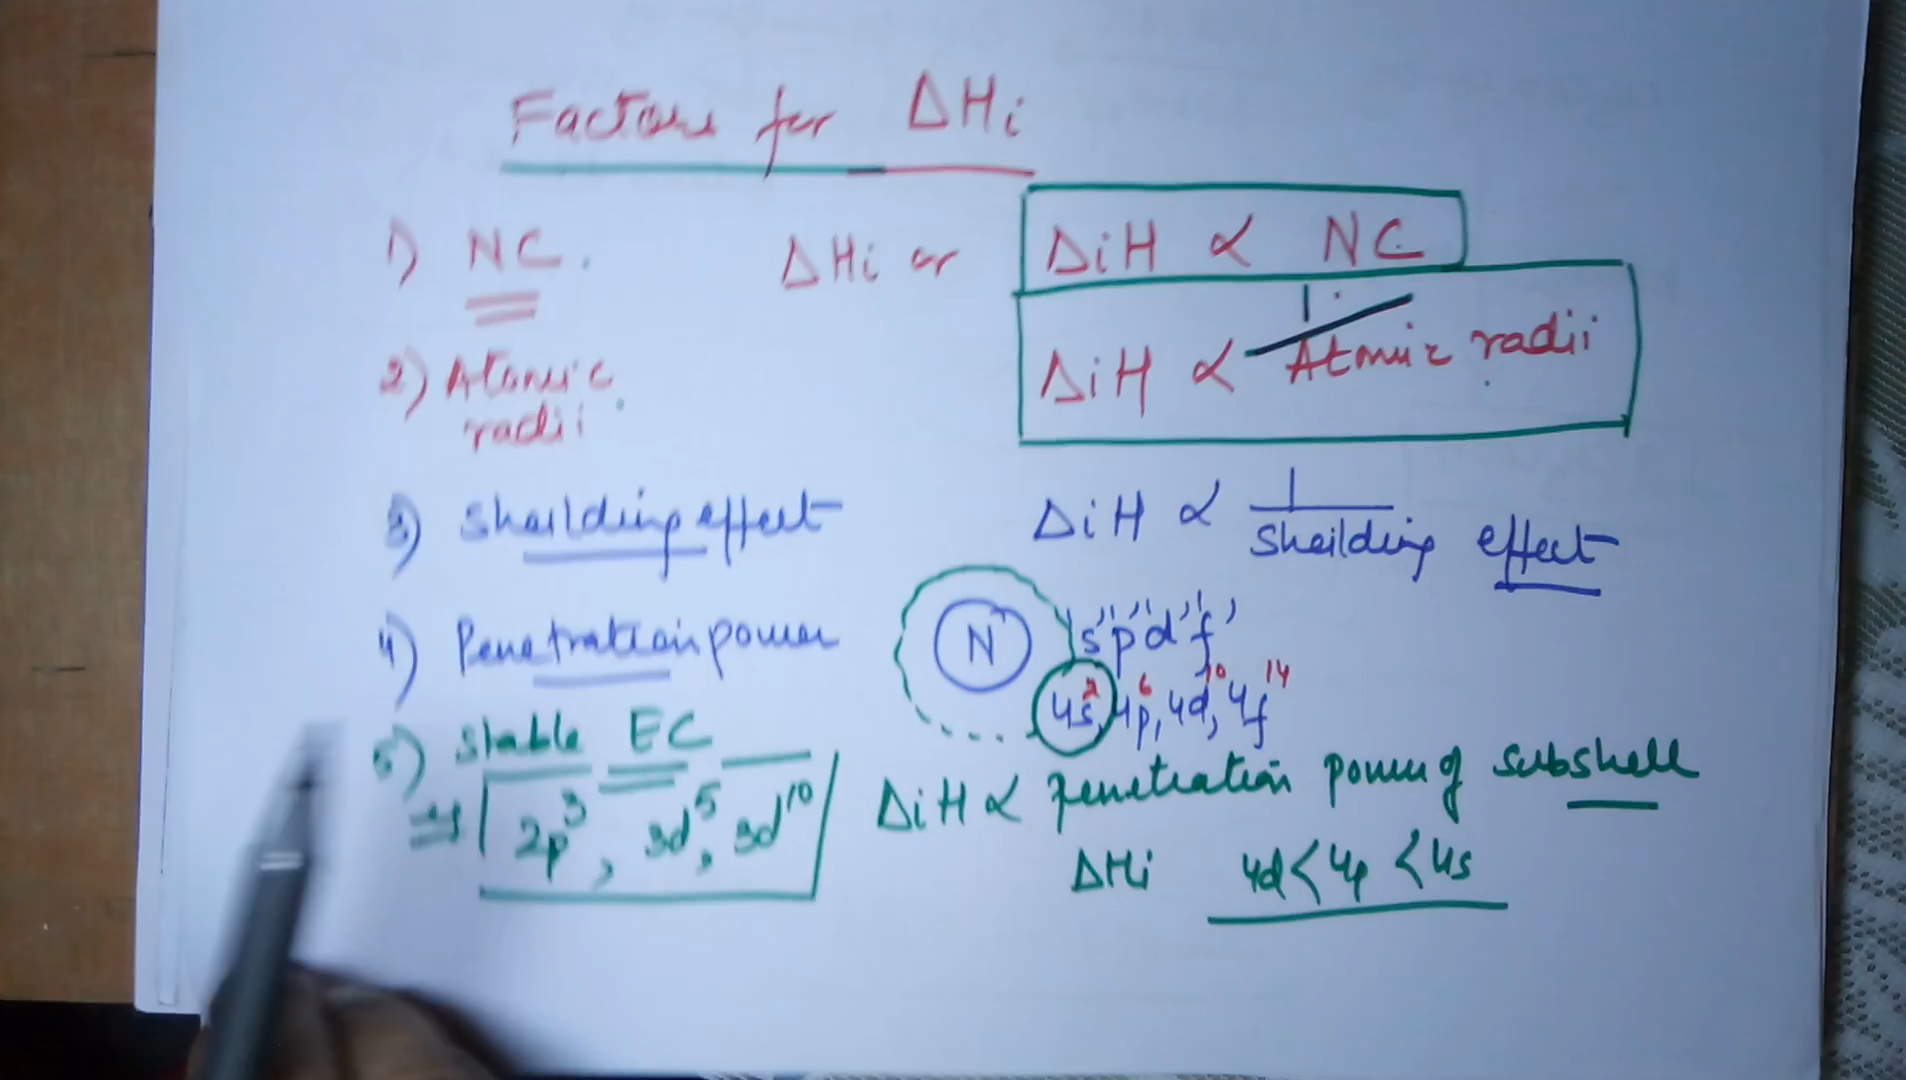 Factors for ΔHi
1) NC. ΔHi or ΔiH ∝ NC
2) Atomic radii ΔiH ∝ 1/Atomic radii
3) Sheilding effect ΔiH ∝ 1/Sheilding effect
N 's' 'p' 'd' 'f'
4) Penetration power
4s², 4p⁶, 4d¹⁰, 4f¹⁴
5) Stable EC
ΔiH ∝ penetration power of subshell
2p³, 3d⁵, 3d¹⁰
ΔHi 4d < 4p < 4s